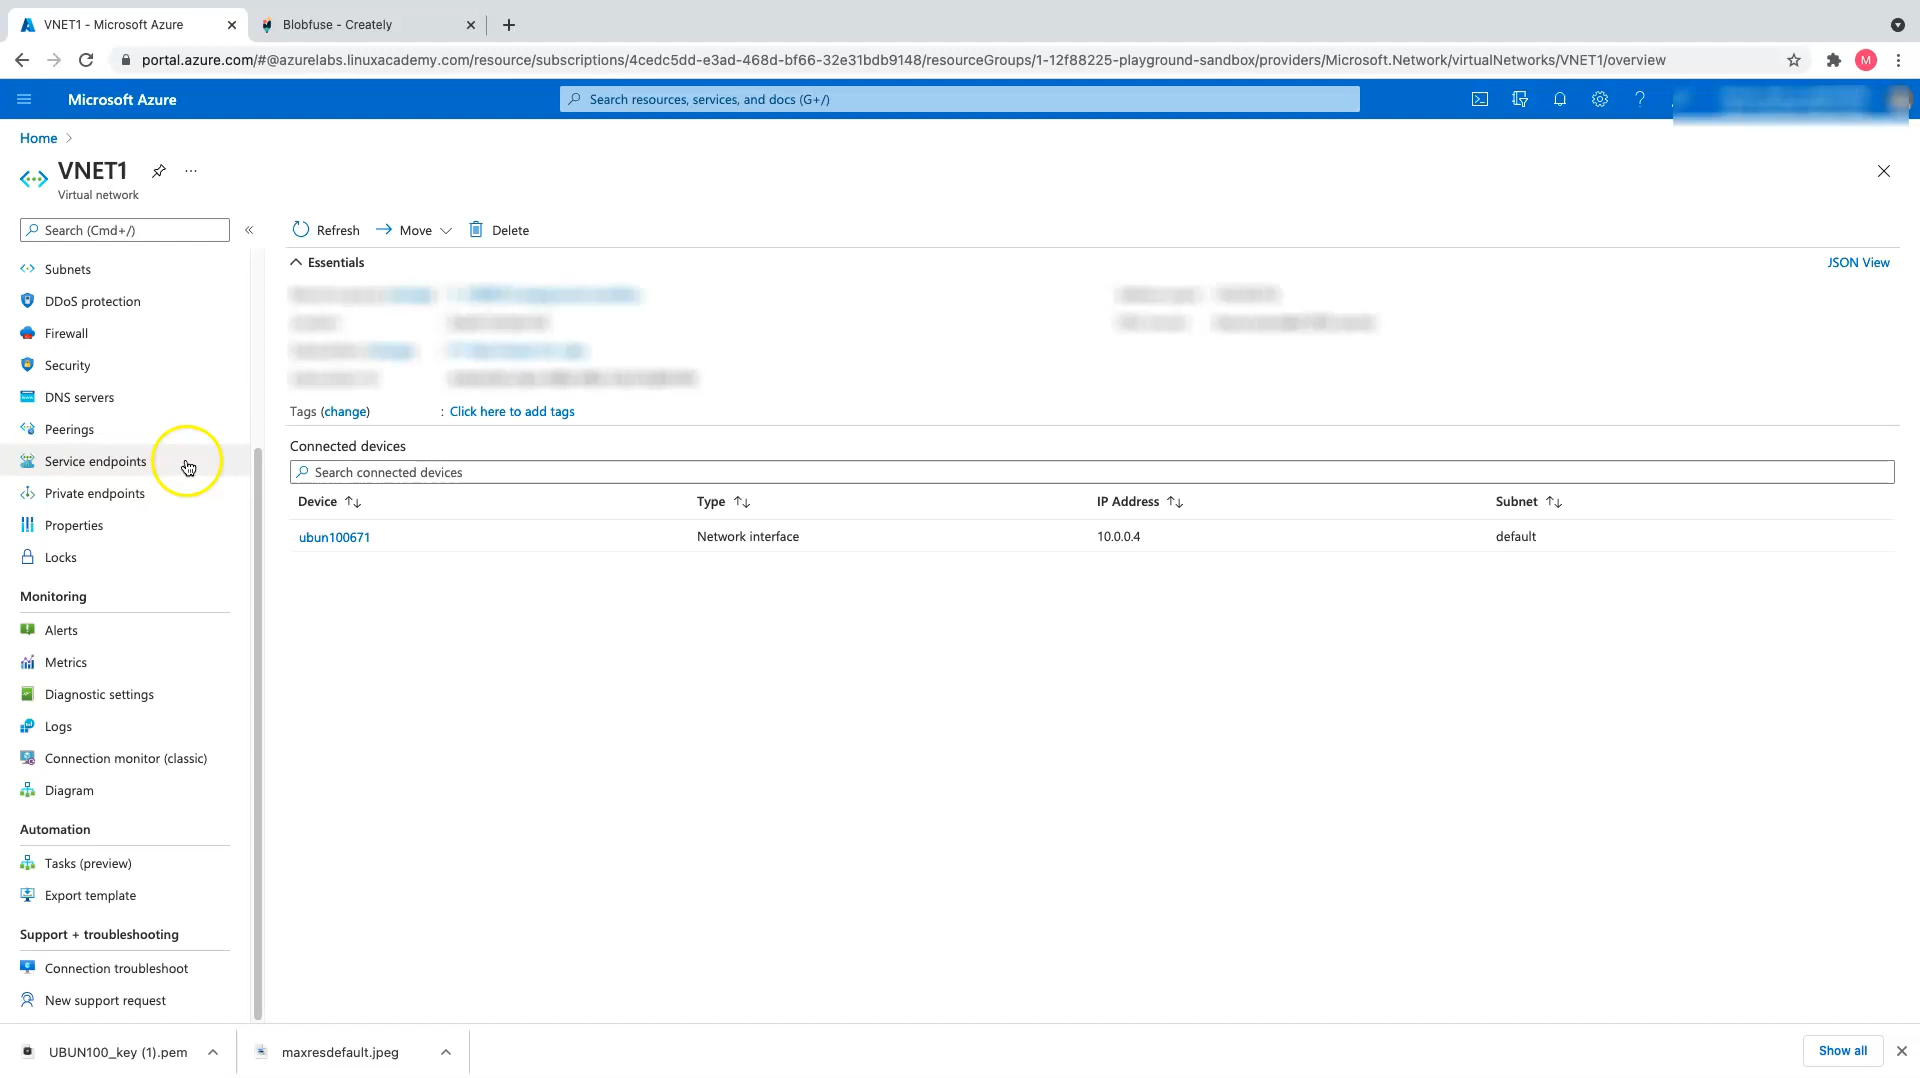 VNET1 - Microsoft Azure
Blobfuse - Creately
portal.azure.com/#@azurelabs.linuxacademy.com/resource/subscriptions/4cedc5dd-e3ad-468d-bf66-32e31bdb9148/resourceGroups/1-12f88225-playground-sandbox/providers/Microsoft.Network/virtualNetworks/VNET1/overview
M
Microsoft Azure
Search resources, services, and docs (G+/)
Home
VNET1
Virtual network
Search (Cmd+/)
Refresh
Move
Delete
Essentials
JSON View
Subnets
DDoS protection
Firewall
Security
DNS servers
Peerings
Service endpoints
Private endpoints
Properties
Locks
Monitoring
Alerts
Metrics
Diagnostic settings
Logs
Connection monitor (classic)
Diagram
Automation
Tasks (preview)
Export template
Support + troubleshooting
Connection troubleshoot
New support request
Tags (change) : Click here to add tags
Connected devices
Search connected devices
Device Type IP Address Subnet
ubun100671 Network interface 10.0.0.4 default
UBUN100_key (1).pem
maxresdefault.jpeg
Show all